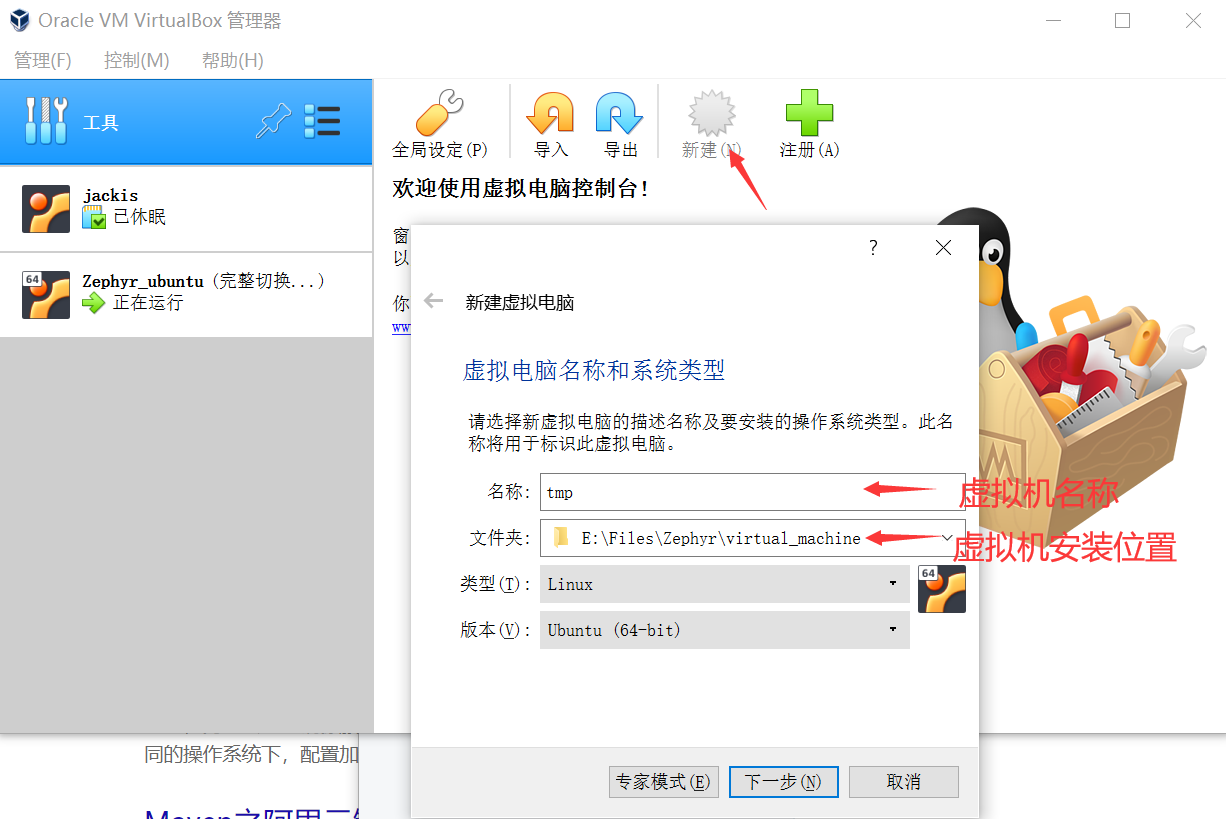 Oracle VM VirtualBox 管理器
管理(F) 控制(M) 帮助(H)
工具
全局设定(P) 导入 导出 新建(N) 注册(A)
jackis
已休眠
64
Zephyr_ubuntu (完整切换...)
正在运行
欢迎使用虚拟电脑控制台!
窗
以
你
ww
?
新建虚拟电脑
虚拟电脑名称和系统类型
请选择新虚拟电脑的描述名称及要安装的操作系统类型。此名
称将用于标识此虚拟电脑。
名称: tmp
虚拟机名称
文件夹: E:\Files\Zephyr\virtual_machine
虚拟机安装位置
类型(T): Linux
64
版本(V): Ubuntu (64-bit)
专家模式(E) 下一步(N) 取消
同的操作系统下，配置加
Maven之阿里云